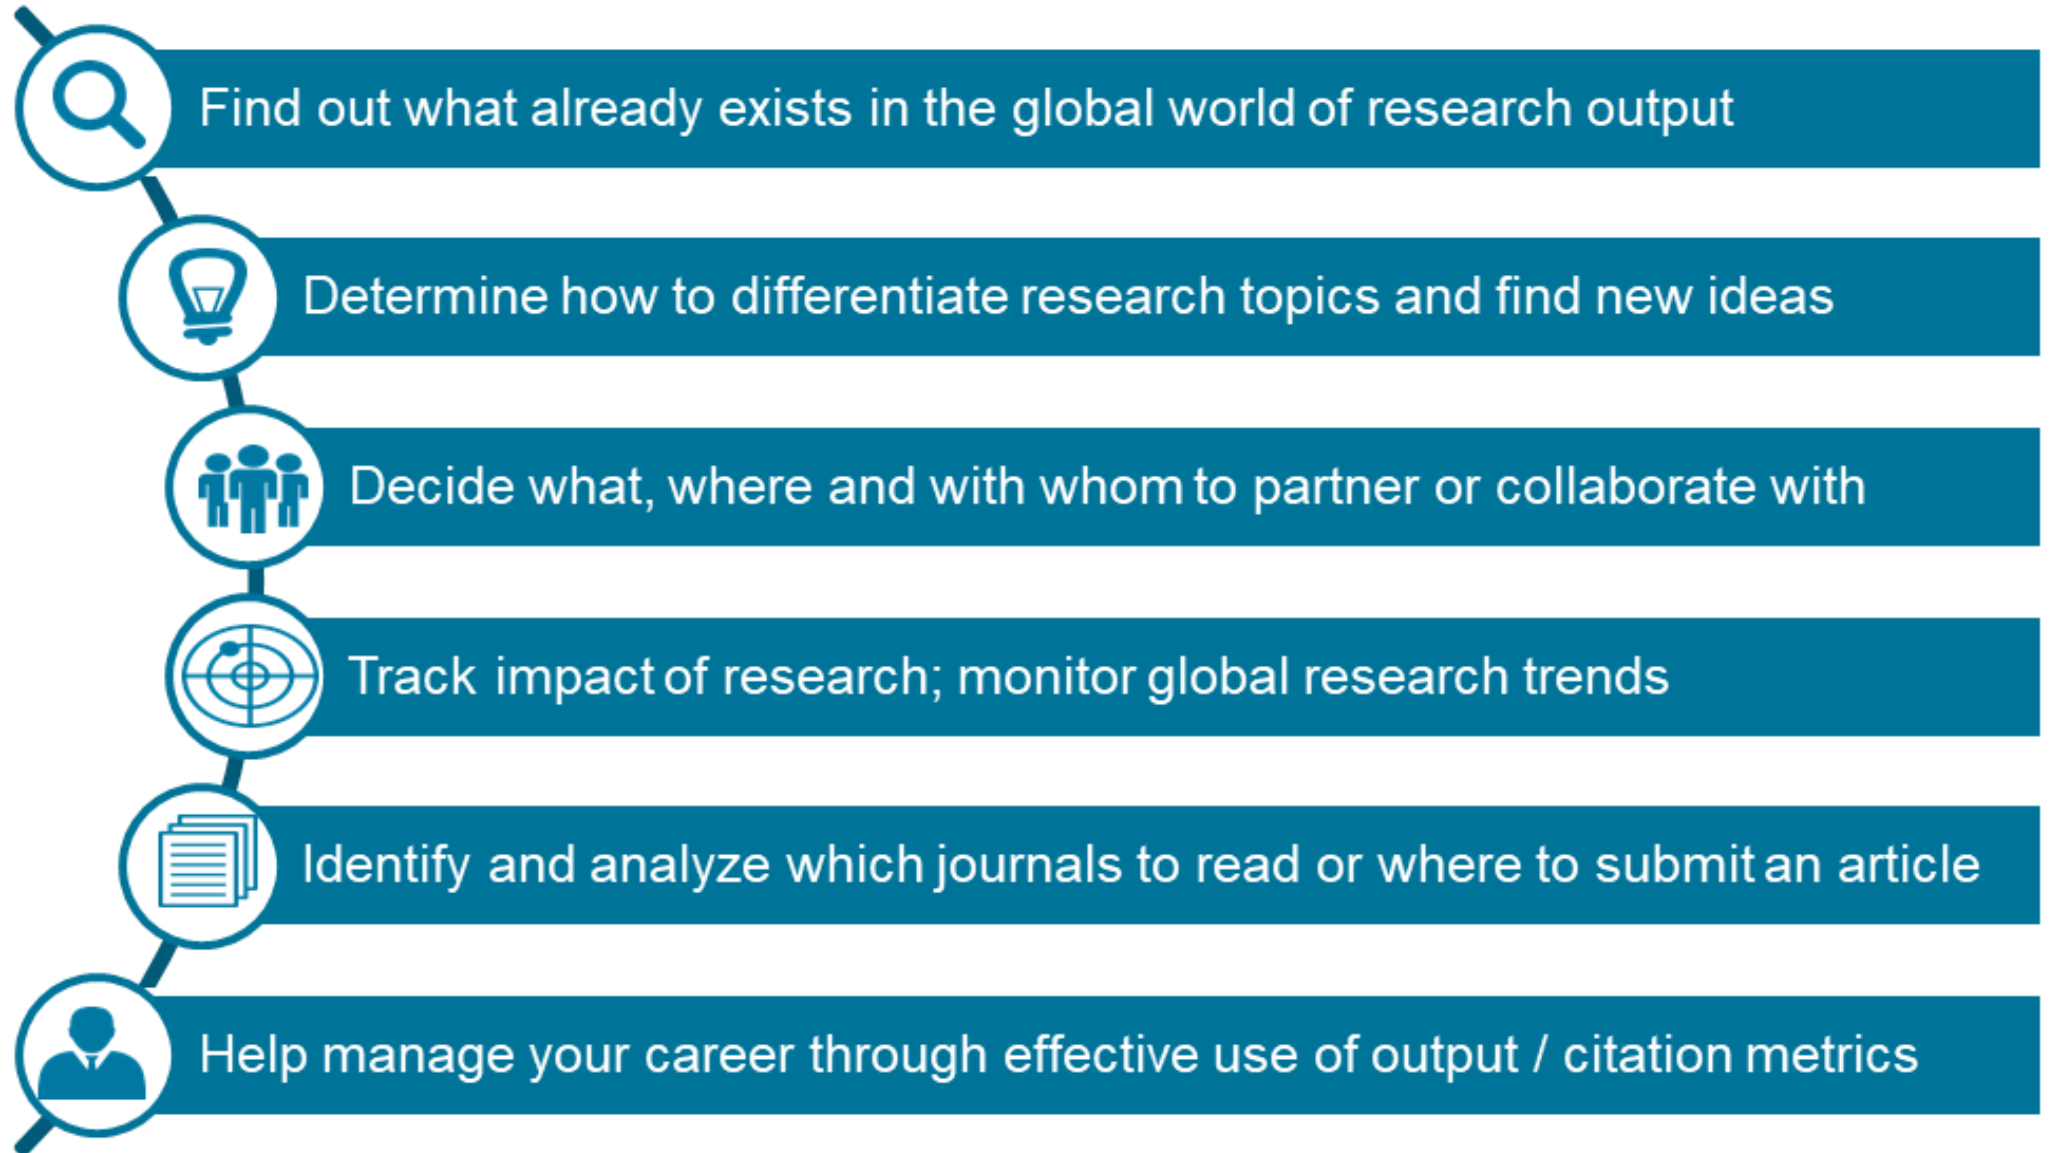 Find out what already exists in the global world of research output
Determine how to differentiate research topics and find new ideas
Decide what, where and with whom to partner or collaborate with
Track impact of research; monitor global research trends
Identify and analyze which journals to read or where to submit an article
Help manage your career through effective use of output / citation metrics